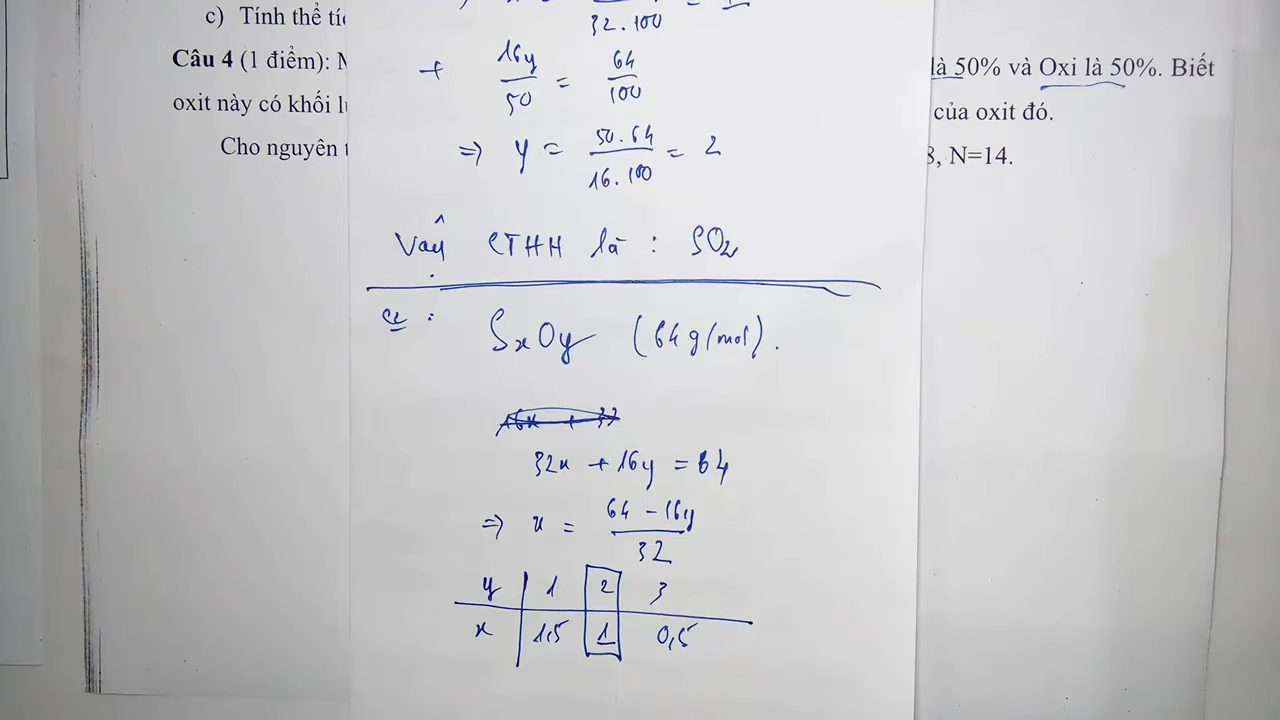 c) Tính thể tí
32.100
Câu 4 (1 điểm): là 50% và Oxi là 50%. Biết
+ 16y/50 = 64/100
oxit này có khối l của oxit đó.
Cho nguyên t 8, N=14.
=> y = 50.64/16.100 = 2
Vậy CTHH là : SO2
C2 : SxOy (64g/mol).
32x + 16y = 64
=> x = 64 - 16y/32
y 1 2 3
x 1,5 1 0,5